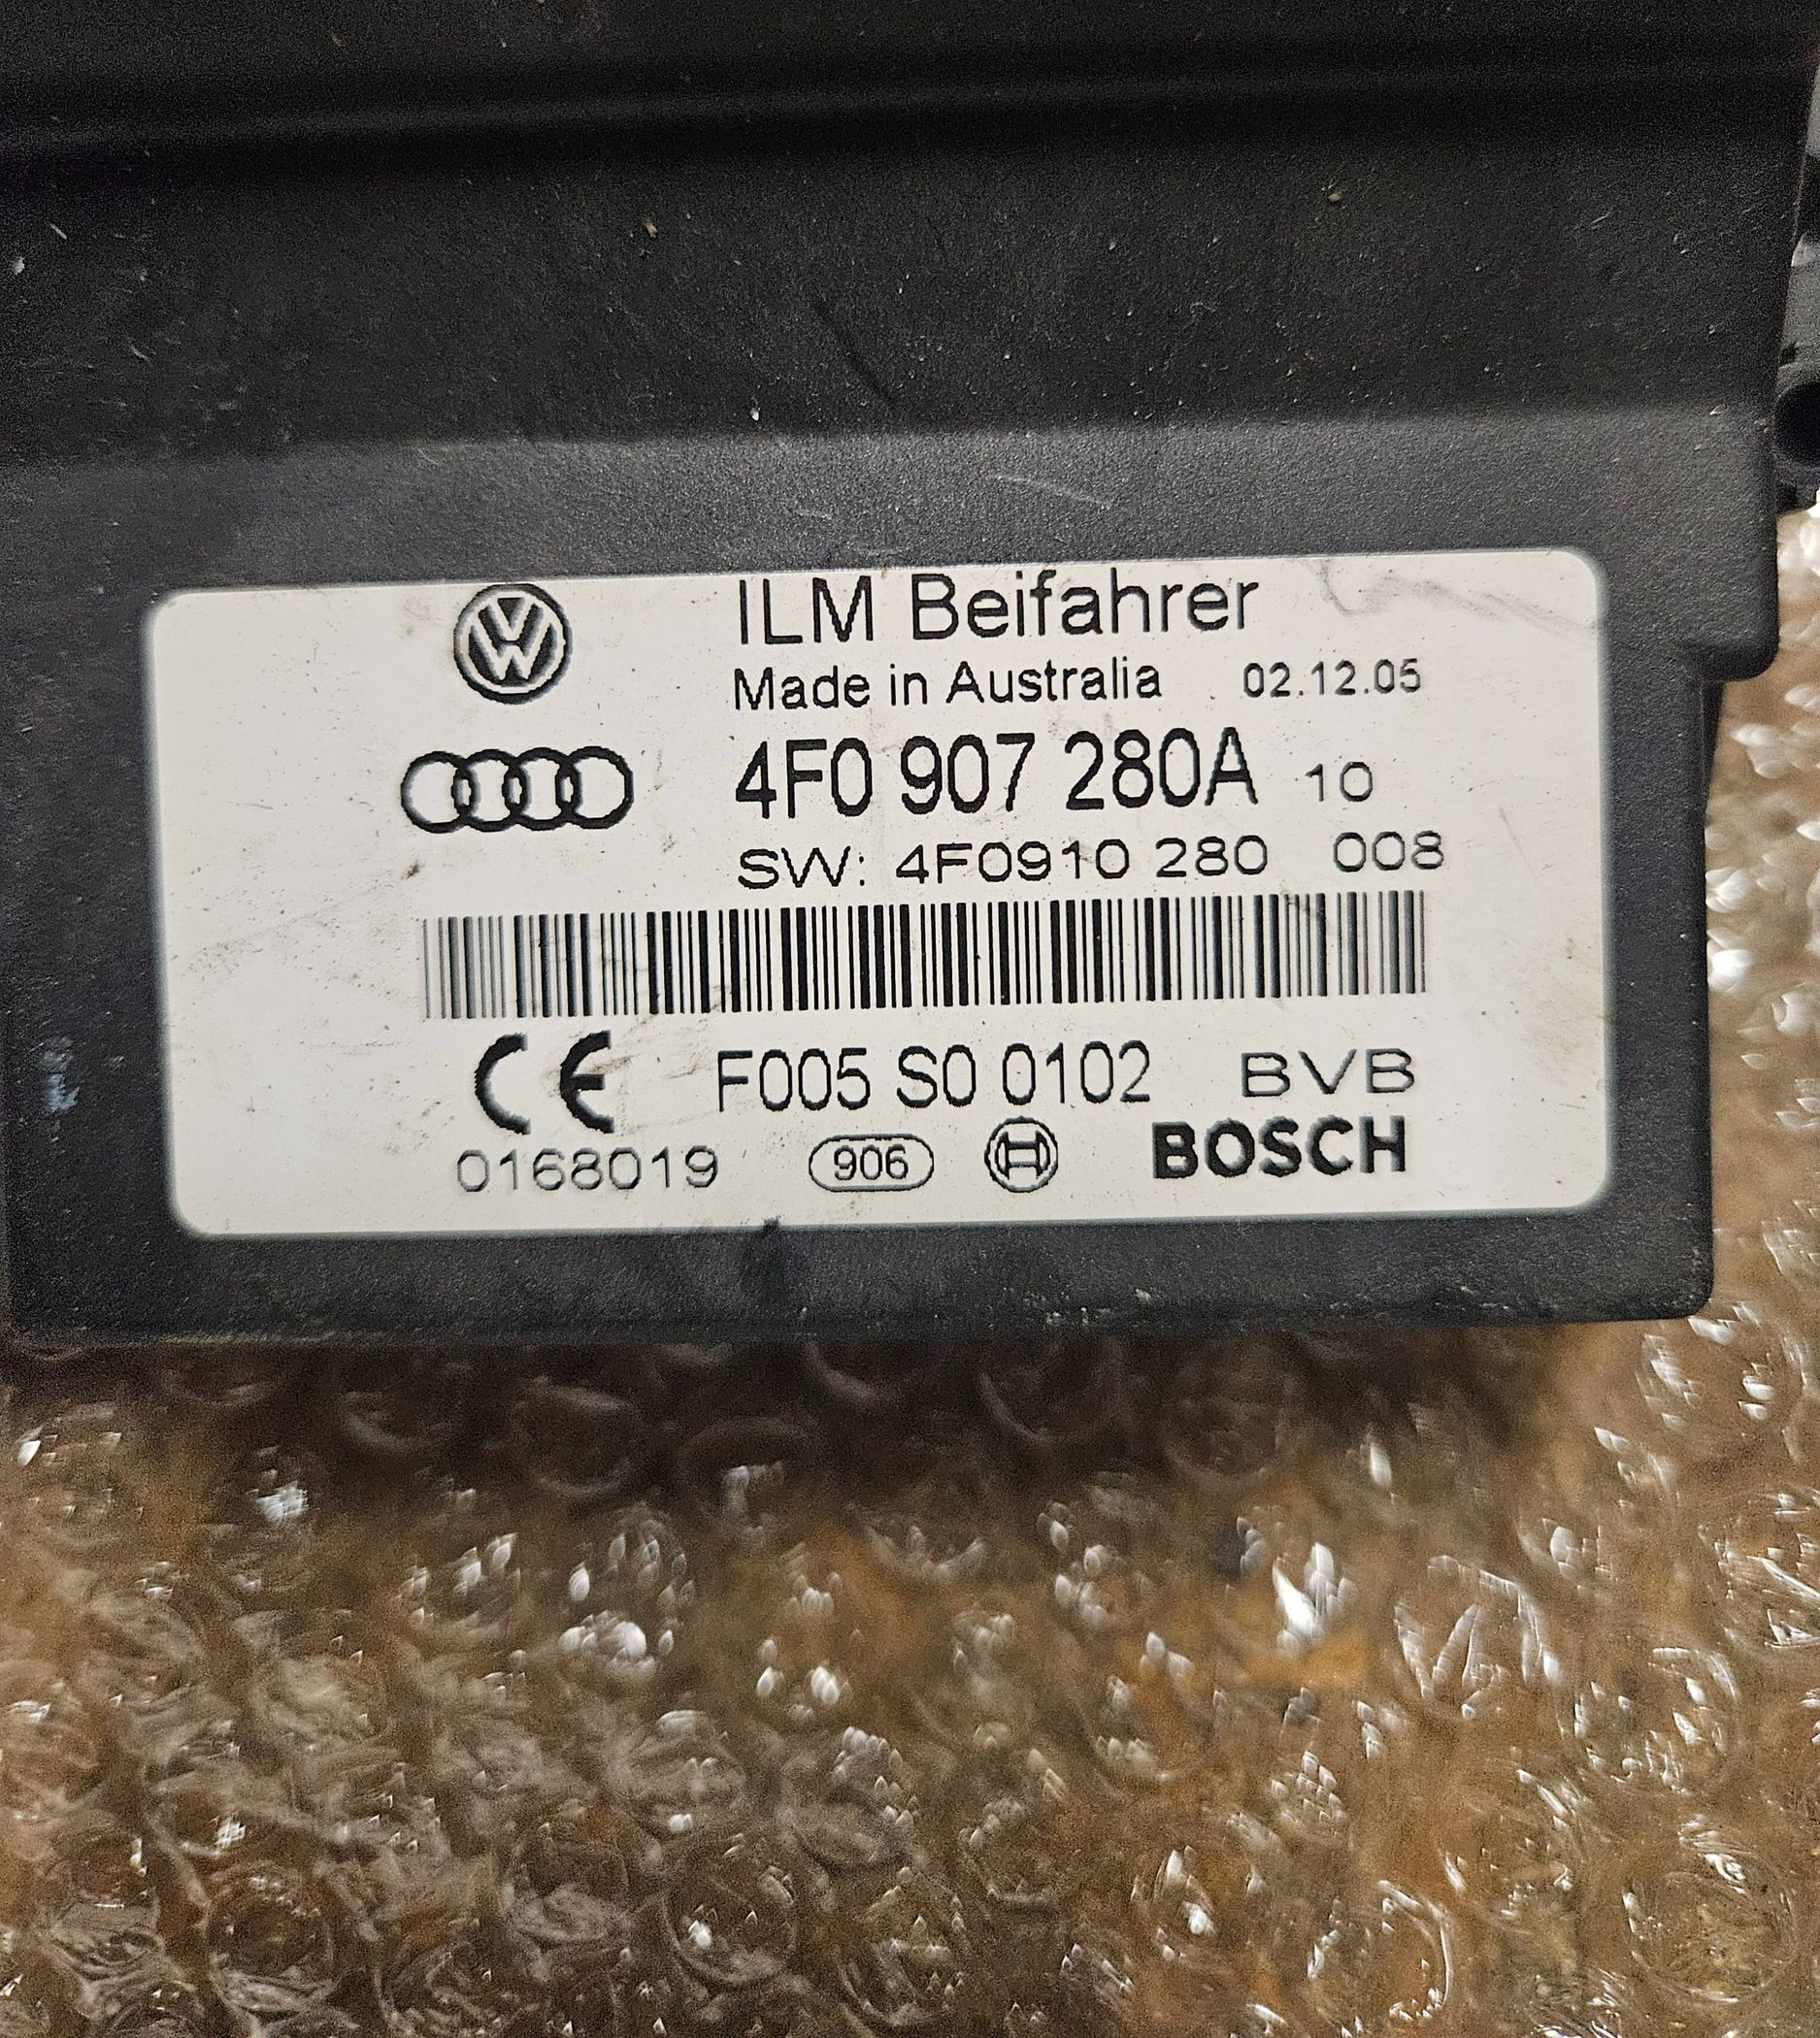 ILM Beifahrer
Made in Australia 02.12.05
4F0 907 280A 10
SW: 4F0910 280 008
CE F005 S0 0102 BVB
0168019 906 BOSCH